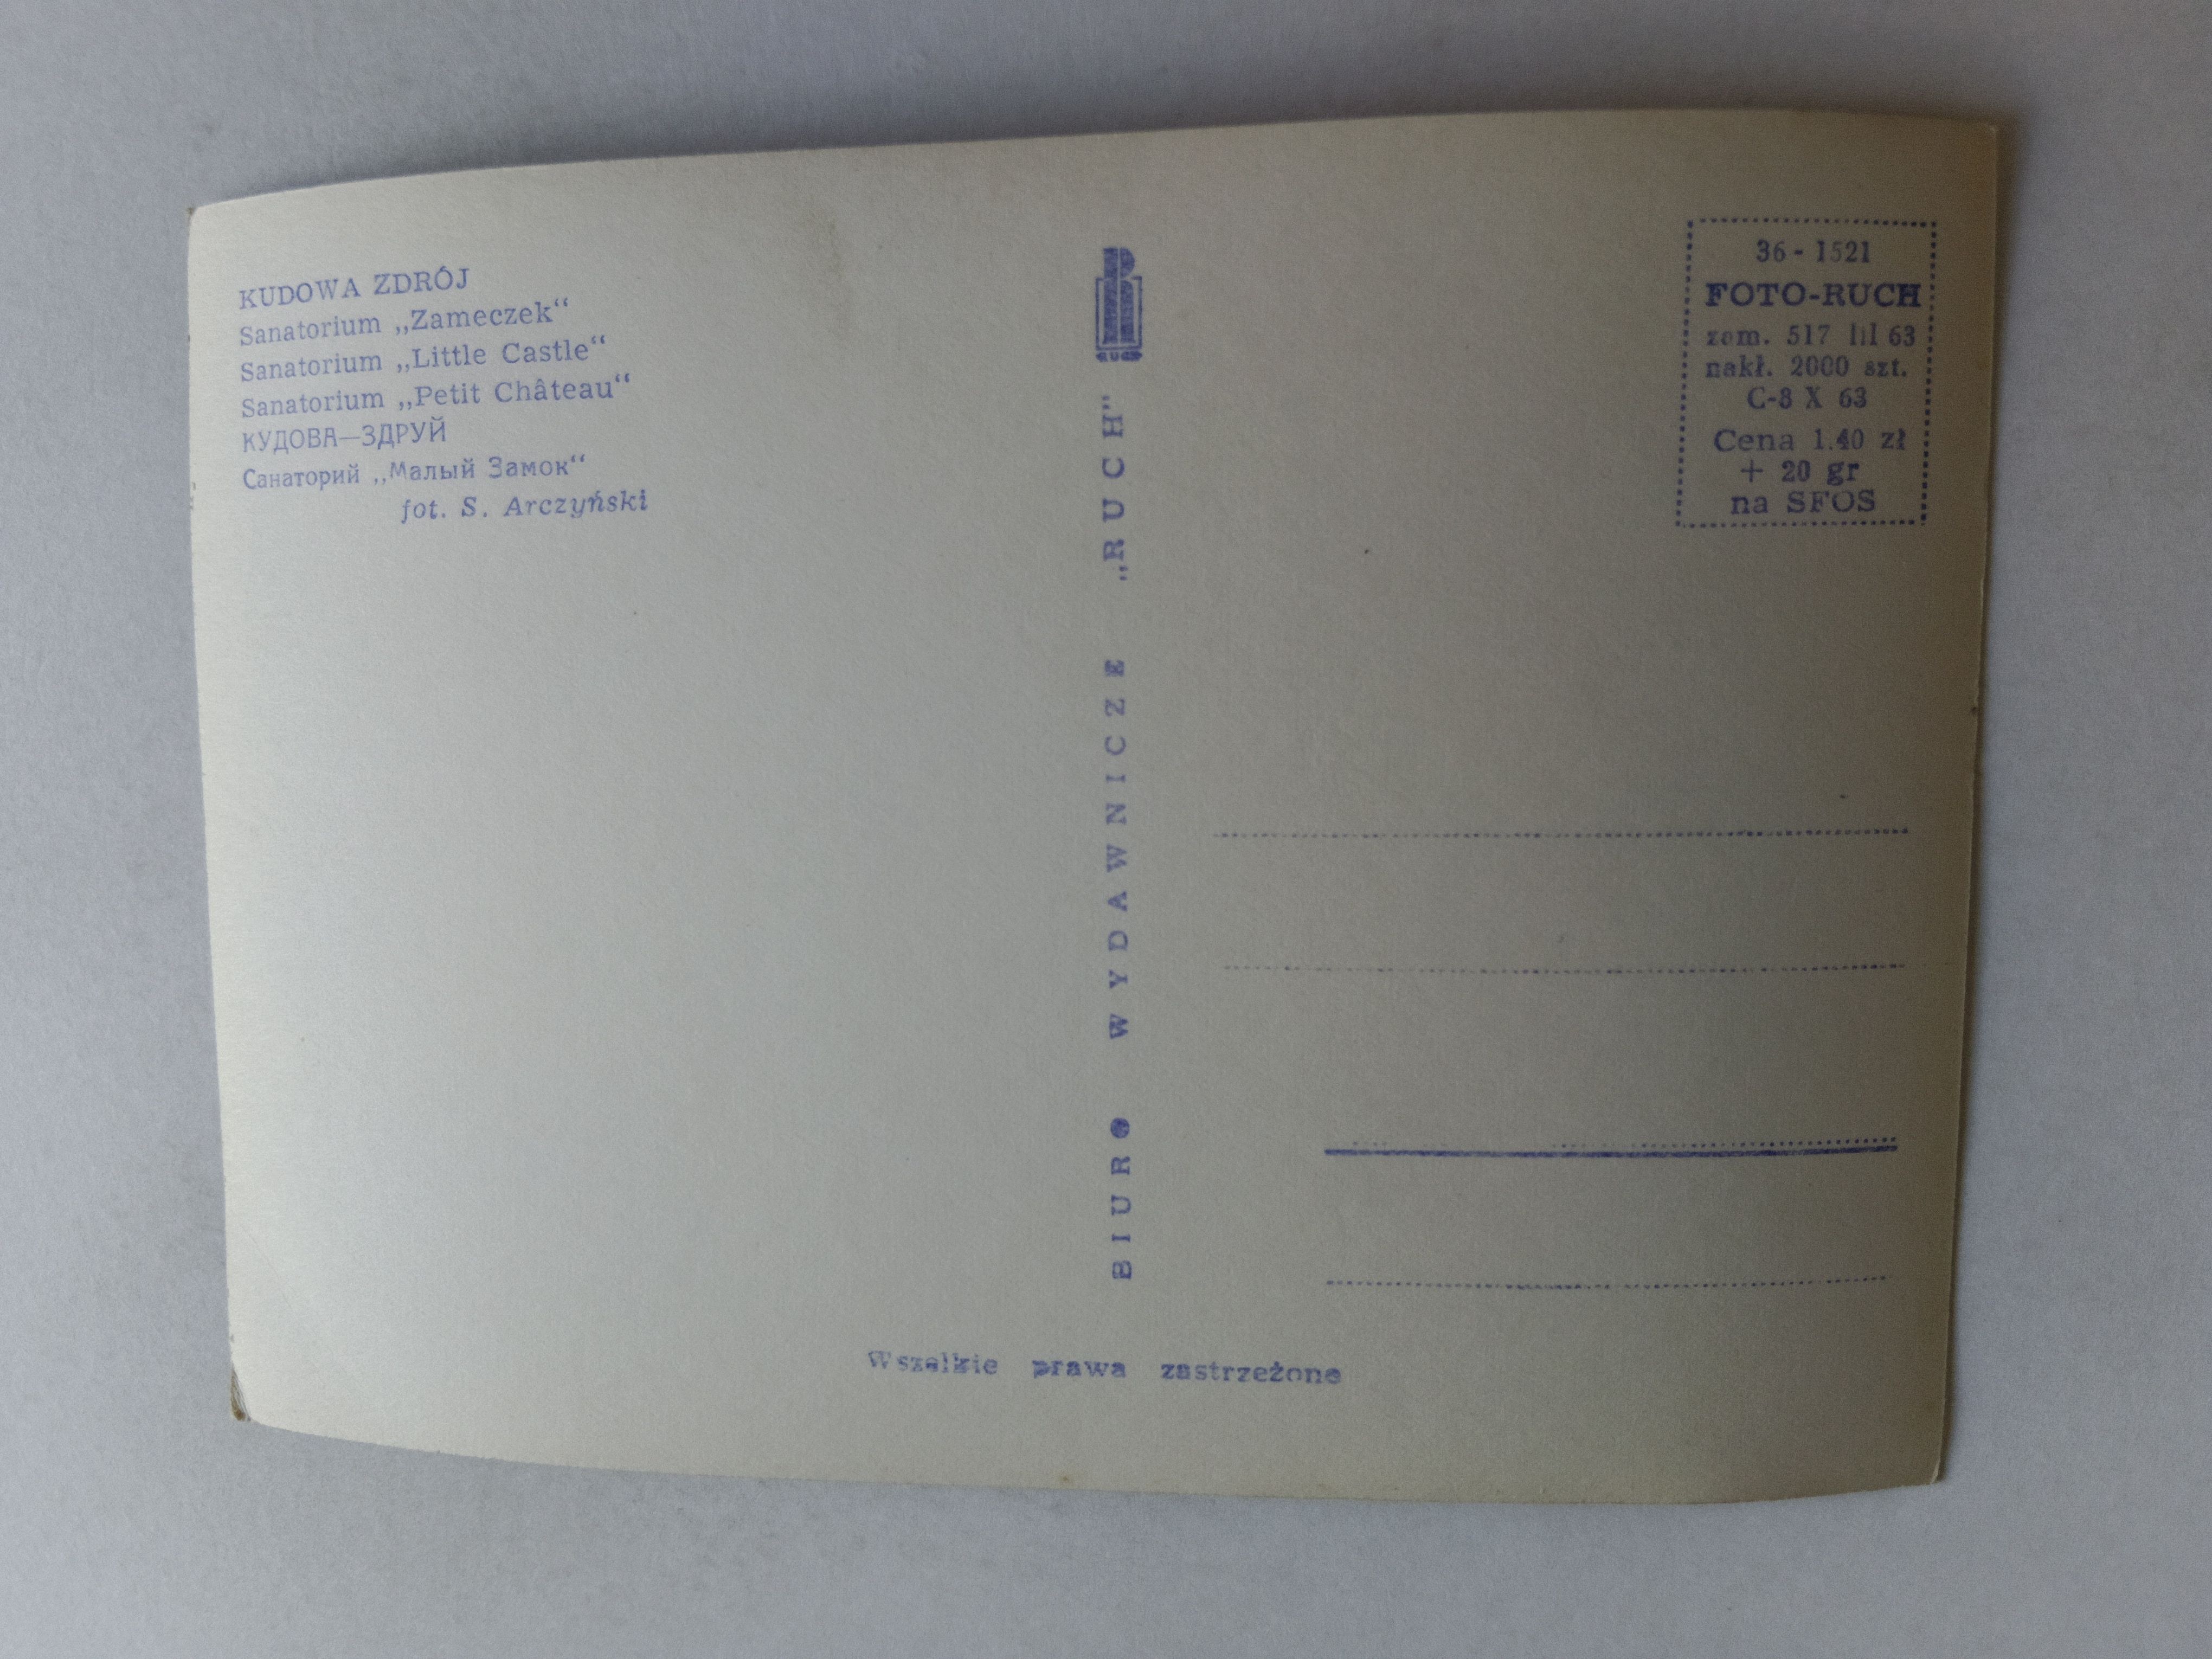 KUDOWA ZDRÓJ
Sanatorium „Zameczek“
Sanatorium „Little Castle“
Sanatorium „Petit Château“
КУДОВА—ЗДРУЙ
Санаторий „Малый Замок“
fot. S. Arczyński
RUCH
BIURO WYDAWNICZE „RUCH"
36 - 1521
FOTO-RUCH
zam. 517 III 63
nakł. 2000 szt.
C-8 X 63
Cena 1.40 zł
+ 20 gr
na SFOS
Wszelkie prawa zastrzeżone